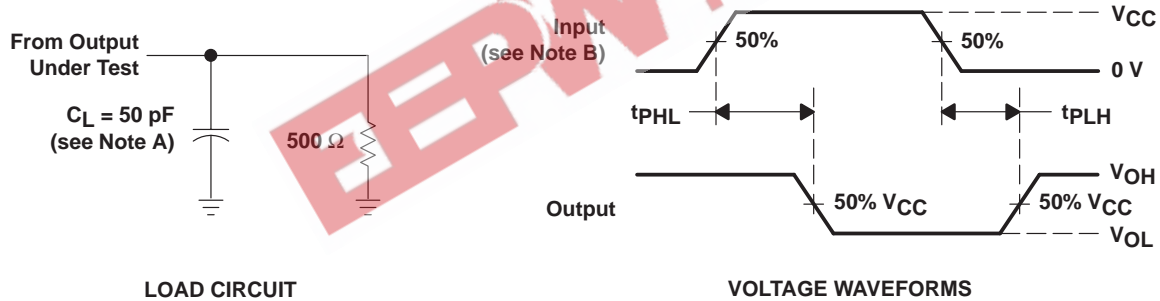 From Output
Under Test
CL = 50 pF
(see Note A)
500 Ω
LOAD CIRCUIT
Input
(see Note B)
50%
50%
VCC
0 V
tPHL
tPLH
Output
50% VCC
50% VCC
VOH
VOL
VOLTAGE WAVEFORMS